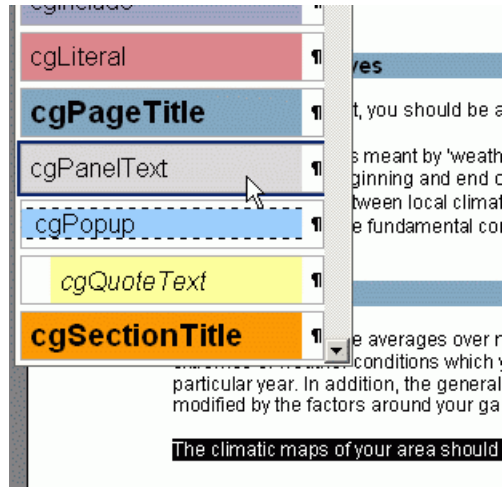 cgInclude
cgLiteral ¶
cgPageTitle ¶
cgPanelText ¶
cgPopup ¶
cgQuoteText ¶
cgSectionTitle ¶
ves
t, you should be a
s meant by 'weath
ginning and end o
tween local climat
e fundamental cor
e averages over
conditions which y
particular year. In addition, the general
modified by the factors around your ga
The climatic maps of your area should